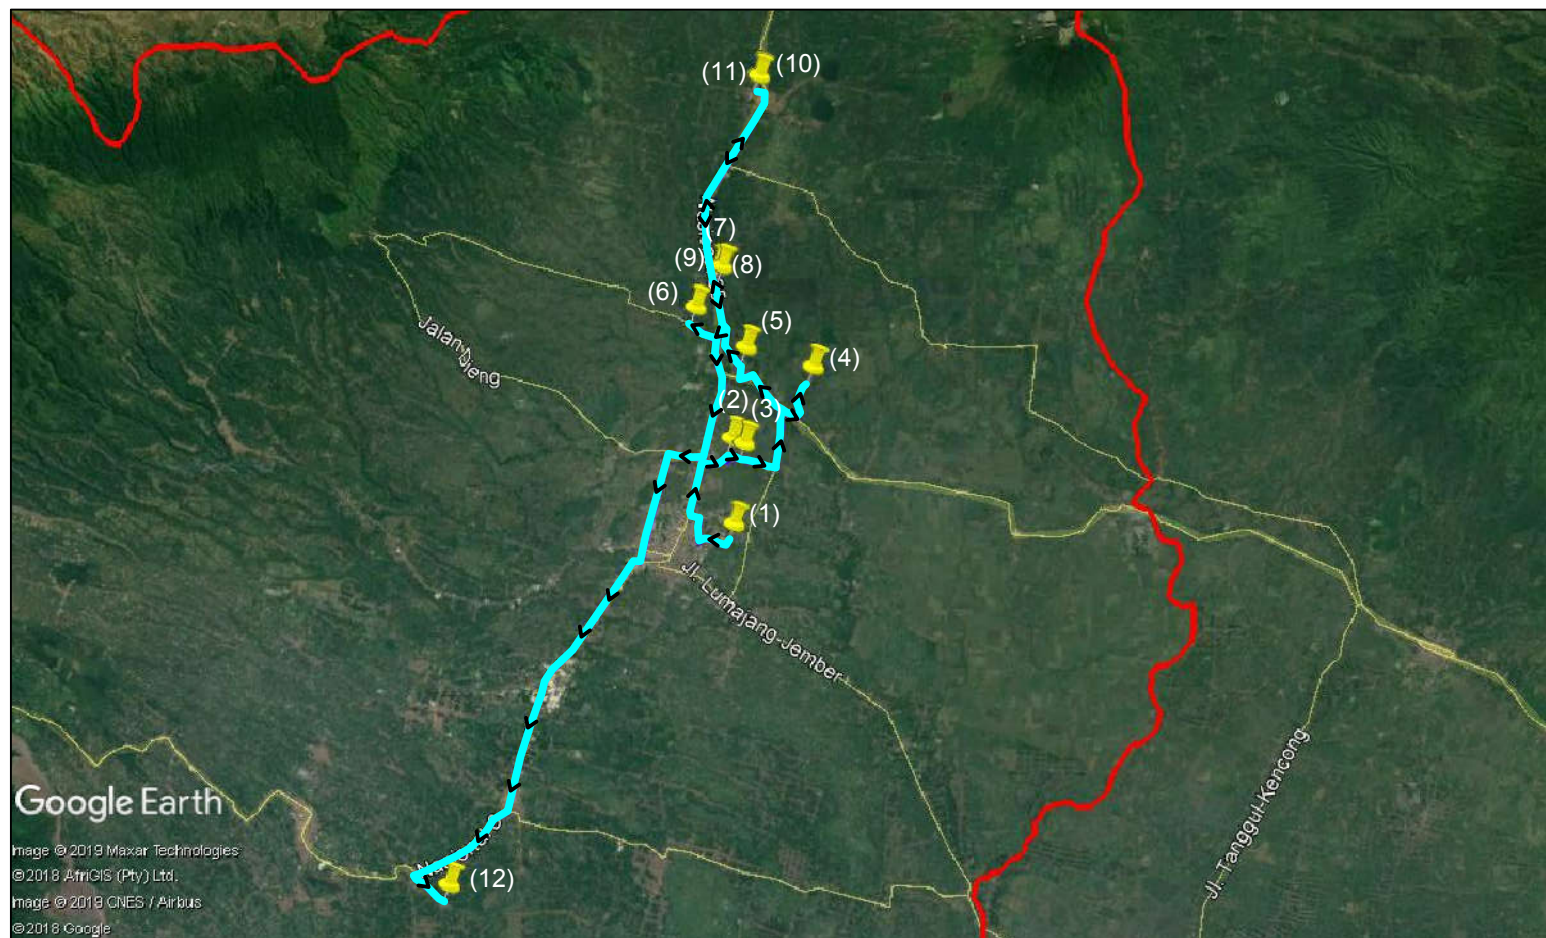 (10)
(11)
(7)
(9)
(8)
(6)
(5)
Jalan Dieng
(4)
(2)
(3)
(1)
Jl. Lumajang-Jember
Jl. Tanggul-Kencong
Google Earth
Image © 2019 Maxar Technologies
© 2018 AfriGIS (Pty) Ltd.
Image © 2019 CNES / Airbus
© 2018 Google
(12)